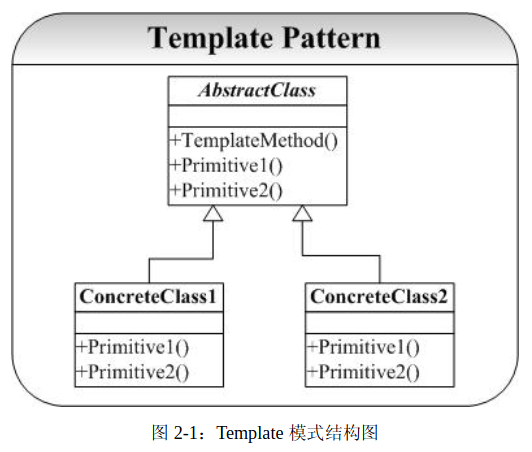 Template Pattern
AbstractClass
+TemplateMethod()
+Primitive1()
+Primitive2()
ConcreteClass1
+Primitive1()
+Primitive2()
ConcreteClass2
+Primitive1()
+Primitive2()
图 2-1：Template 模式结构图